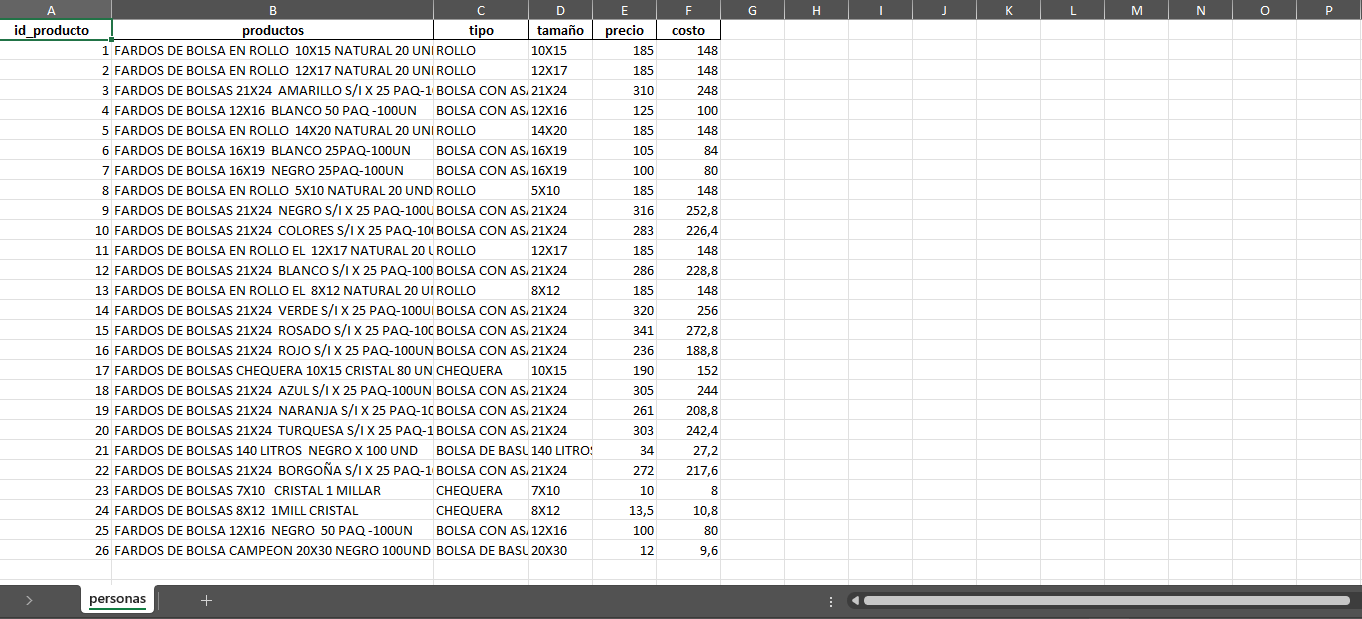 A B C D E F G H I J K L M N O P
id_producto productos tipo tamaño precio costo
1 FARDOS DE BOLSA EN ROLLO 10X15 NATURAL 20 UNI ROLLO 10X15 185 148
2 FARDOS DE BOLSA EN ROLLO 12X17 NATURAL 20 UNI ROLLO 12X17 185 148
3 FARDOS DE BOLSAS 21X24 AMARILLO S/I X 25 PAQ-1 BOLSA CON ASA 21X24 310 248
4 FARDOS DE BOLSA 12X16 BLANCO 50 PAQ -100UN BOLSA CON ASA 12X16 125 100
5 FARDOS DE BOLSA EN ROLLO 14X20 NATURAL 20 UNI ROLLO 14X20 185 148
6 FARDOS DE BOLSA 16X19 BLANCO 25PAQ-100UN BOLSA CON ASA 16X19 105 84
7 FARDOS DE BOLSA 16X19 NEGRO 25PAQ-100UN BOLSA CON ASA 16X19 100 80
8 FARDOS DE BOLSA EN ROLLO 5X10 NATURAL 20 UND ROLLO 5X10 185 148
9 FARDOS DE BOLSAS 21X24 NEGRO S/I X 25 PAQ-100U BOLSA CON ASA 21X24 316 252,8
10 FARDOS DE BOLSAS 21X24 COLORES S/I X 25 PAQ-100 BOLSA CON ASA 21X24 283 226,4
11 FARDOS DE BOLSA EN ROLLO EL 12X17 NATURAL 20 U ROLLO 12X17 185 148
12 FARDOS DE BOLSAS 21X24 BLANCO S/I X 25 PAQ-100 BOLSA CON ASA 21X24 286 228,8
13 FARDOS DE BOLSA EN ROLLO EL 8X12 NATURAL 20 UI ROLLO 8X12 185 148
14 FARDOS DE BOLSAS 21X24 VERDE S/I X 25 PAQ-100UI BOLSA CON ASA 21X24 320 256
15 FARDOS DE BOLSAS 21X24 ROSADO S/I X 25 PAQ-100 BOLSA CON ASA 21X24 341 272,8
16 FARDOS DE BOLSAS 21X24 ROJO S/I X 25 PAQ-100UN BOLSA CON ASA 21X24 236 188,8
17 FARDOS DE BOLSAS CHEQUERA 10X15 CRISTAL 80 UN CHEQUERA 10X15 190 152
18 FARDOS DE BOLSAS 21X24 AZUL S/I X 25 PAQ-100UN BOLSA CON ASA 21X24 305 244
19 FARDOS DE BOLSAS 21X24 NARANJA S/I X 25 PAQ-10 BOLSA CON ASA 21X24 261 208,8
20 FARDOS DE BOLSAS 21X24 TURQUESA S/I X 25 PAQ-1 BOLSA CON ASA 21X24 303 242,4
21 FARDOS DE BOLSAS 140 LITROS NEGRO X 100 UND BOLSA DE BASU 140 LITROS 34 27,2
22 FARDOS DE BOLSAS 21X24 BORGOÑA S/I X 25 PAQ-1 BOLSA CON ASA 21X24 272 217,6
23 FARDOS DE BOLSAS 7X10 CRISTAL 1 MILLAR CHEQUERA 7X10 10 8
24 FARDOS DE BOLSAS 8X12 1MILL CRISTAL CHEQUERA 8X12 13,5 10,8
25 FARDOS DE BOLSA 12X16 NEGRO 50 PAQ -100UN BOLSA CON ASA 12X16 100 80
26 FARDOS DE BOLSA CAMPEON 20X30 NEGRO 100UND BOLSA DE BASU 20X30 12 9,6
personas